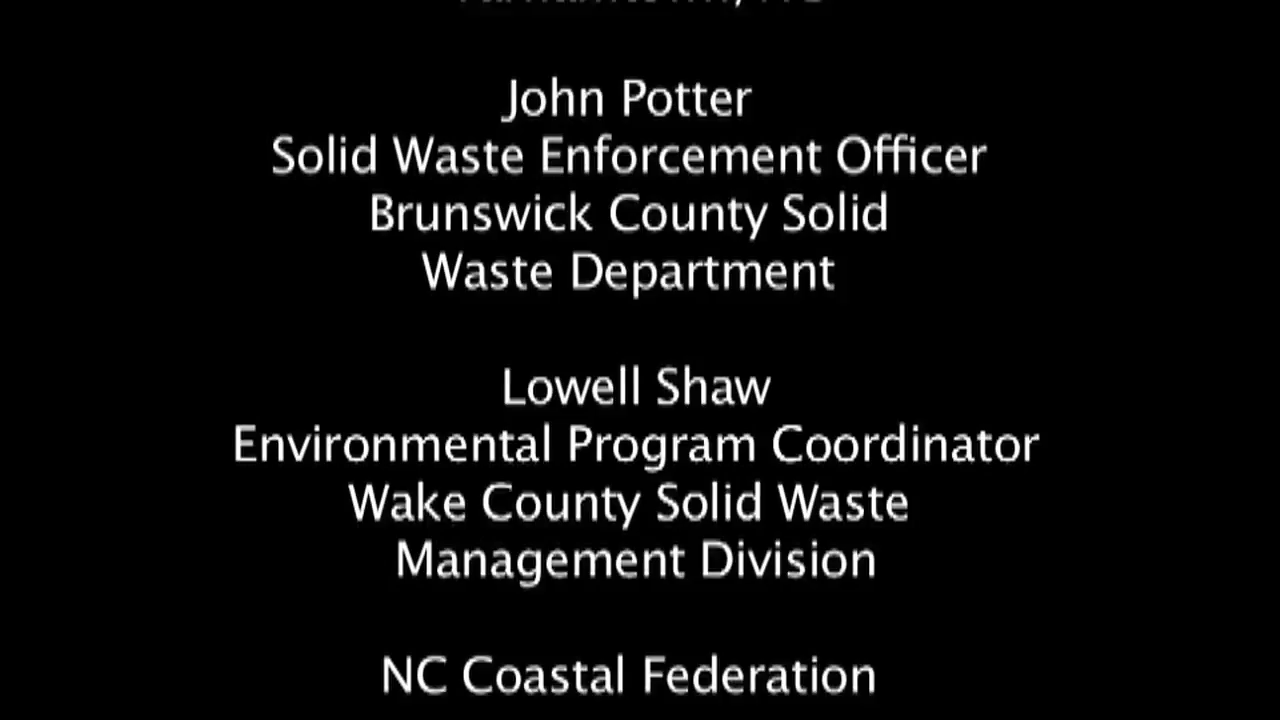 John Potter
Solid Waste Enforcement Officer
Brunswick County Solid
Waste Department
Lowell Shaw
Environmental Program Coordinator
Wake County Solid Waste
Management Division
NC Coastal Federation